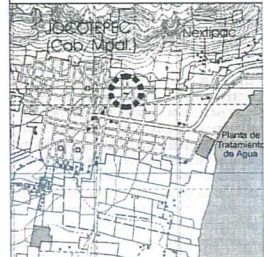 JOCOTEPEC
(Cab. Mpal.)
Nextipac
Planta de
Tratamiento
de Agua